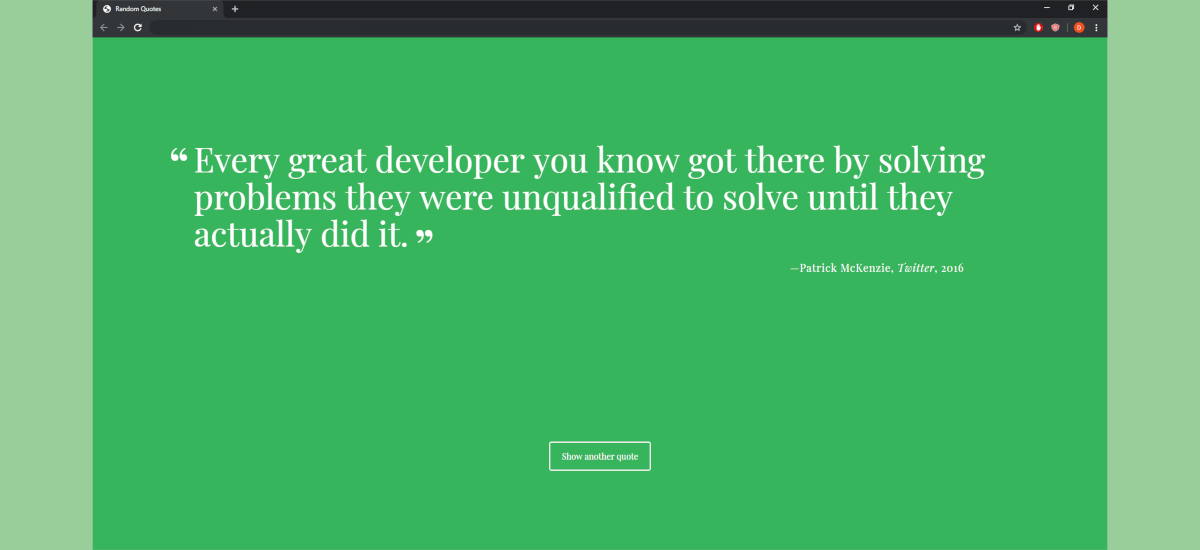 Random Quotes
“ Every great developer you know got there by solving
problems they were unqualified to solve until they
actually did it. ”
—Patrick McKenzie, Twitter, 2016
Show another quote